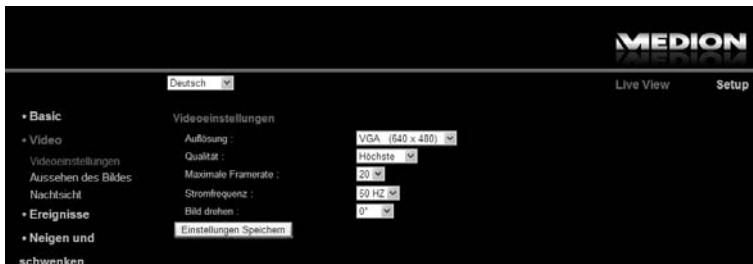 MEDION
Deutsch
Live View Setup
• Basic
• Video
Videoeinstellungen
Aussehen des Bildes
Nachtsicht
• Ereignisse
• Neigen und
schwenken
Videoeinstellungen
Auflösung : VGA (640 x 480)
Qualität : Höchste
Maximale Framerate : 20
Stromfrequenz : 50 HZ
Bild drehen : 0°
Einstellungen Speichern